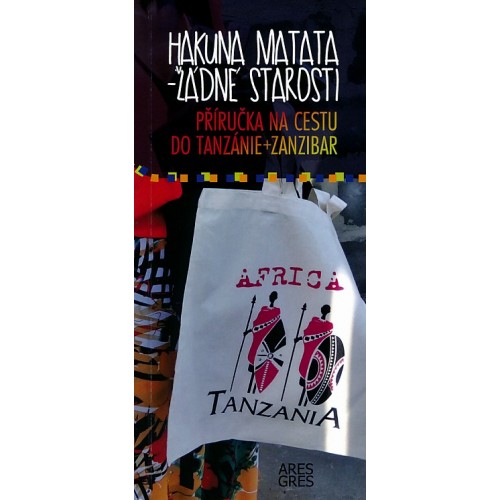 HAKUNA MATATA
-ŽÁDNÉ STAROSTI
PŘÍRUČKA NA CESTU
DO TANZÁNIE+ZANZIBAR
AFRICA
TANZANIA
ARES
GRES